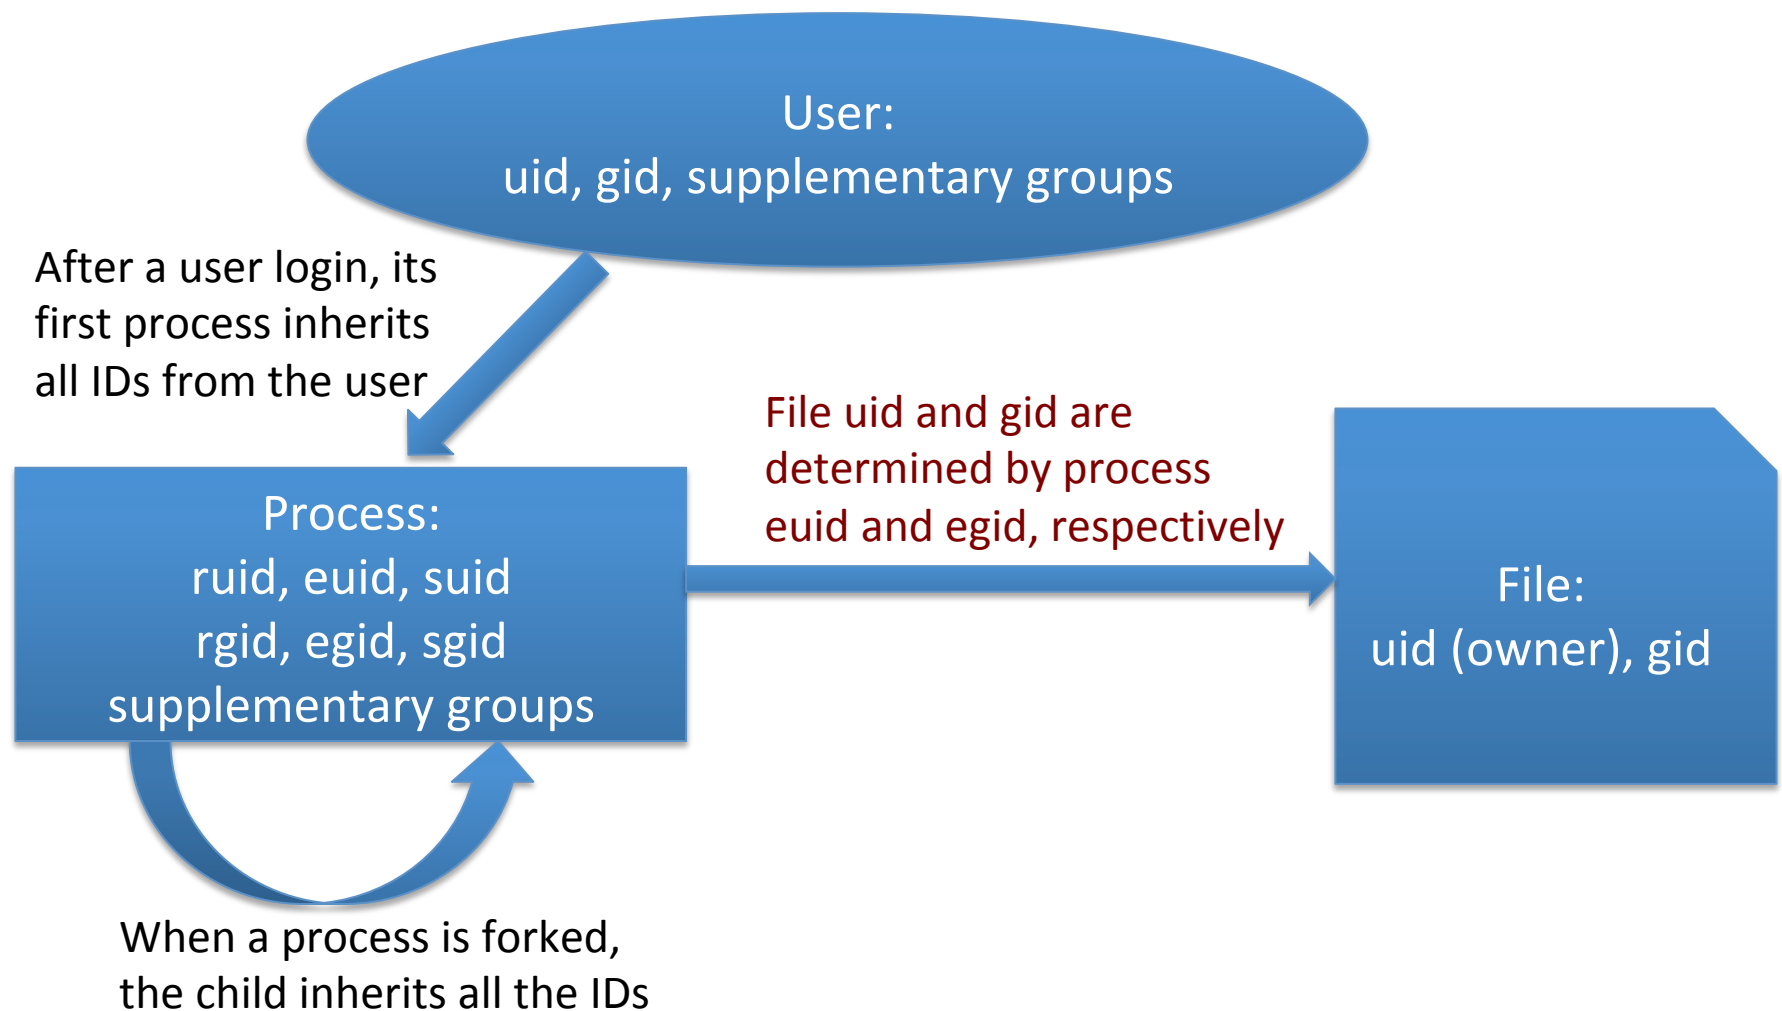 User:
uid, gid, supplementary groups
After a user login, its
first process inherits
all IDs from the user
File uid and gid are
determined by process
euid and egid, respectively
Process:
ruid, euid, suid
rgid, egid, sgid
supplementary groups
File:
uid (owner), gid
When a process is forked,
the child inherits all the IDs